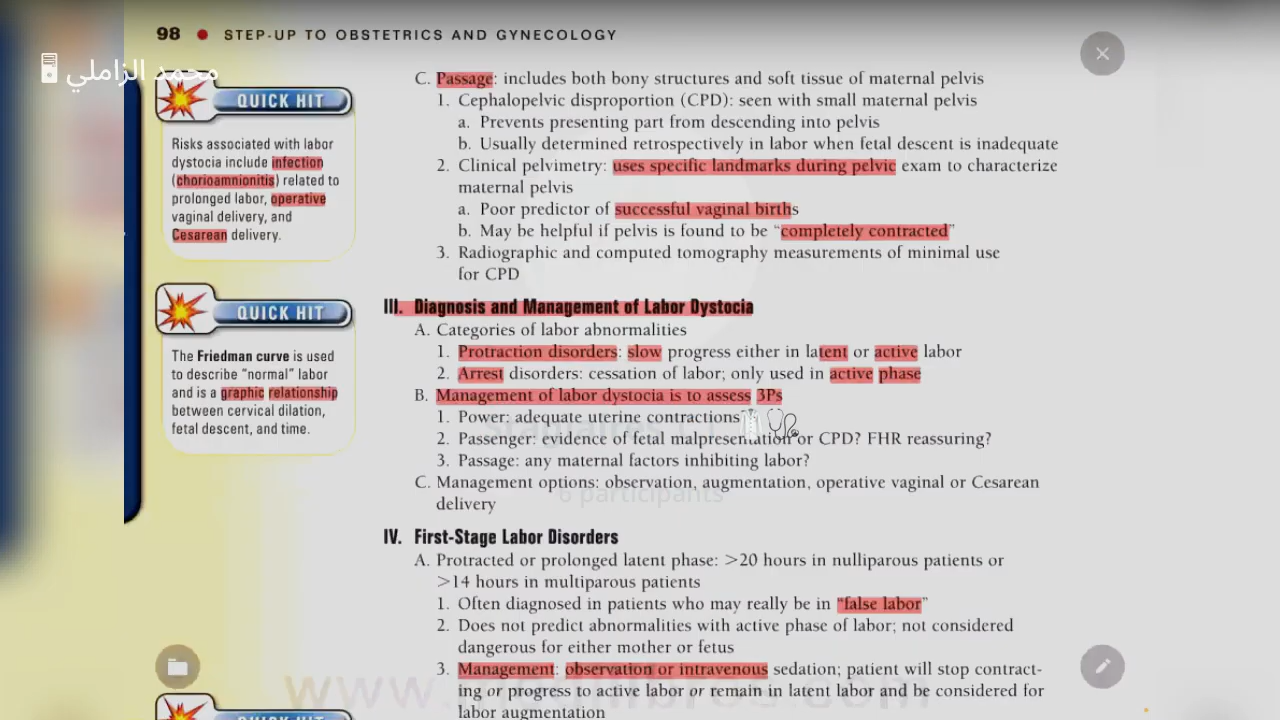 98 ● STEP-UP TO OBSTETRICS AND GYNECOLOGY
محمد الزاملي
QUICK HIT
Risks associated with labor
dystocia include infection
(chorioamnionitis) related to
prolonged labor, operative
vaginal delivery, and
Cesarean delivery.
QUICK HIT
The Friedman curve is used
to describe “normal” labor
and is a graphic relationship
between cervical dilation,
fetal descent, and time.
QUICK HIT
C. Passage: includes both bony structures and soft tissue of maternal pelvis
1. Cephalopelvic disproportion (CPD): seen with small maternal pelvis
a. Prevents presenting part from descending into pelvis
b. Usually determined retrospectively in labor when fetal descent is inadequate
2. Clinical pelvimetry: uses specific landmarks during pelvic exam to characterize
maternal pelvis
a. Poor predictor of successful vaginal births
b. May be helpful if pelvis is found to be “completely contracted”
3. Radiographic and computed tomography measurements of minimal use
for CPD
III. Diagnosis and Management of Labor Dystocia
A. Categories of labor abnormalities
1. Protraction disorders: slow progress either in latent or active labor
2. Arrest disorders: cessation of labor; only used in active phase
B. Management of labor dystocia is to assess 3Ps
1. Power: adequate uterine contractions
2. Passenger: evidence of fetal malpresentation or CPD? FHR reassuring?
3. Passage: any maternal factors inhibiting labor?
C. Management options: observation, augmentation, operative vaginal or Cesarean
6 participants
delivery
IV. First-Stage Labor Disorders
A. Protracted or prolonged latent phase: >20 hours in nulliparous patients or
>14 hours in multiparous patients
1. Often diagnosed in patients who may really be in “false labor”
2. Does not predict abnormalities with active phase of labor; not considered
dangerous for either mother or fetus
3. Management: observation or intravenous sedation; patient will stop contract-
ing or progress to active labor or remain in latent labor and be considered for
labor augmentation